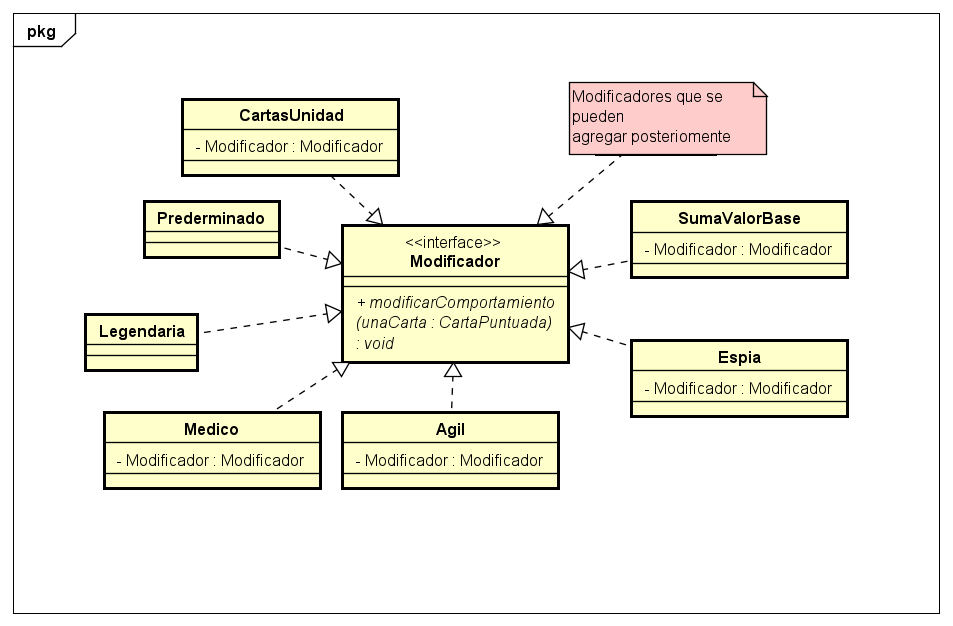 pkg
CartasUnidad
- Modificador : Modificador
Modificadores que se
pueden
agregar posteriomente
Prederminado
SumaValorBase
- Modificador : Modificador
<<interface>>
Modificador
+ modificarComportamiento
(unaCarta : CartaPuntuada)
: void
Legendaria
Espia
- Modificador : Modificador
Medico
- Modificador : Modificador
Agil
- Modificador : Modificador